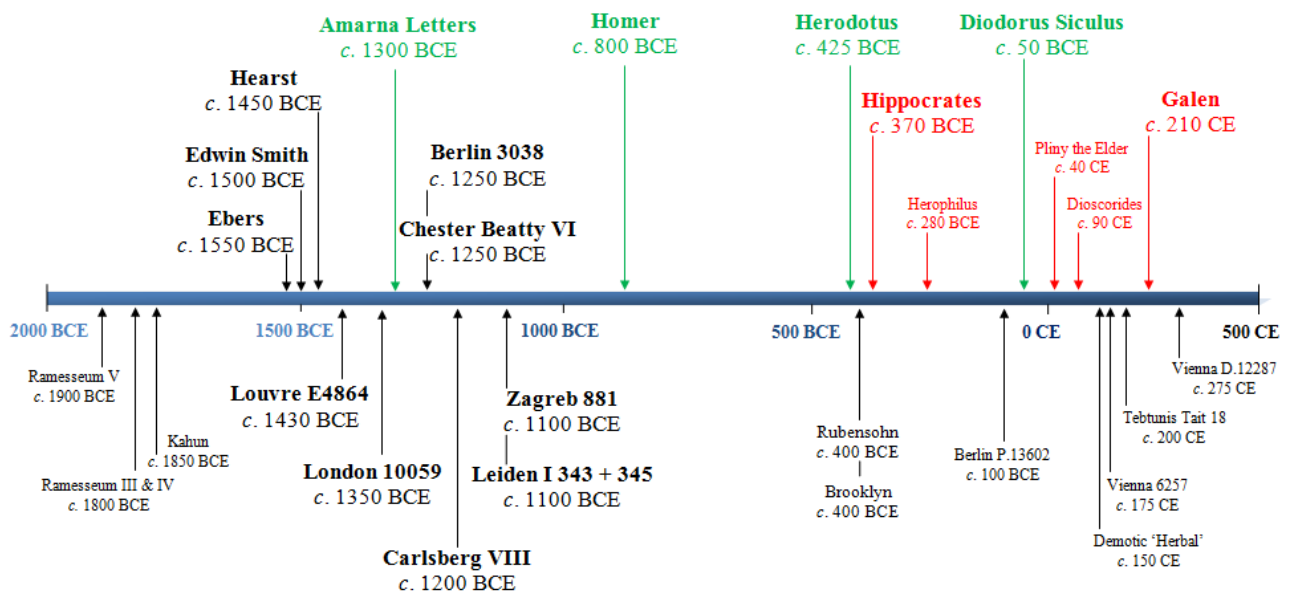 Amarna Letters
c. 1300 BCE
Homer
c. 800 BCE
Herodotus
c. 425 BCE
Diodorus Siculus
c. 50 BCE
Hearst
c. 1450 BCE
Hippocrates
c. 370 BCE
Galen
c. 210 CE
Edwin Smith
c. 1500 BCE
Berlin 3038
c. 1250 BCE
Pliny the Elder
c. 40 CE
Ebers
c. 1550 BCE
Chester Beatty VI
c. 1250 BCE
Herophilus
c. 280 BCE
Dioscorides
c. 90 CE
2000 BCE
1500 BCE
1000 BCE
500 BCE
0 CE
500 CE
Ramesseum V
c. 1900 BCE
Louvre E4864
c. 1430 BCE
Zagreb 881
c. 1100 BCE
Vienna D.12287
c. 275 CE
Kahun
c. 1850 BCE
Rubensohn
c. 400 BCE
Berlin P.13602
c. 100 BCE
Tebtunis Tait 18
c. 200 CE
Ramesseum III & IV
c. 1800 BCE
London 10059
c. 1350 BCE
Leiden I 343 + 345
c. 1100 BCE
Brooklyn
c. 400 BCE
Vienna 6257
c. 175 CE
Carlsberg VIII
c. 1200 BCE
Demotic ‘Herbal’
c. 150 CE